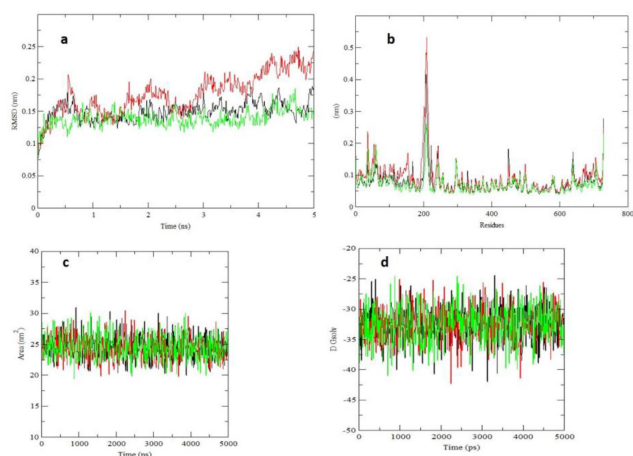 a
0.25
0.2
0.15
0.1
0.05
0
RMSD (nm)
0 1 2 3 4 5
Time (ns)
b
0.5
0.4
0.3
0.2
0.1
0
(nm)
0 200 400 600 800
Residues
c
40
35
30
25
20
15
10
Area (nm²)
0 1000 2000 3000 4000 5000
Time (ps)
d
-20
-25
-30
-35
-40
-45
-50
D Gsolv
0 1000 2000 3000 4000 5000
Time (ps)